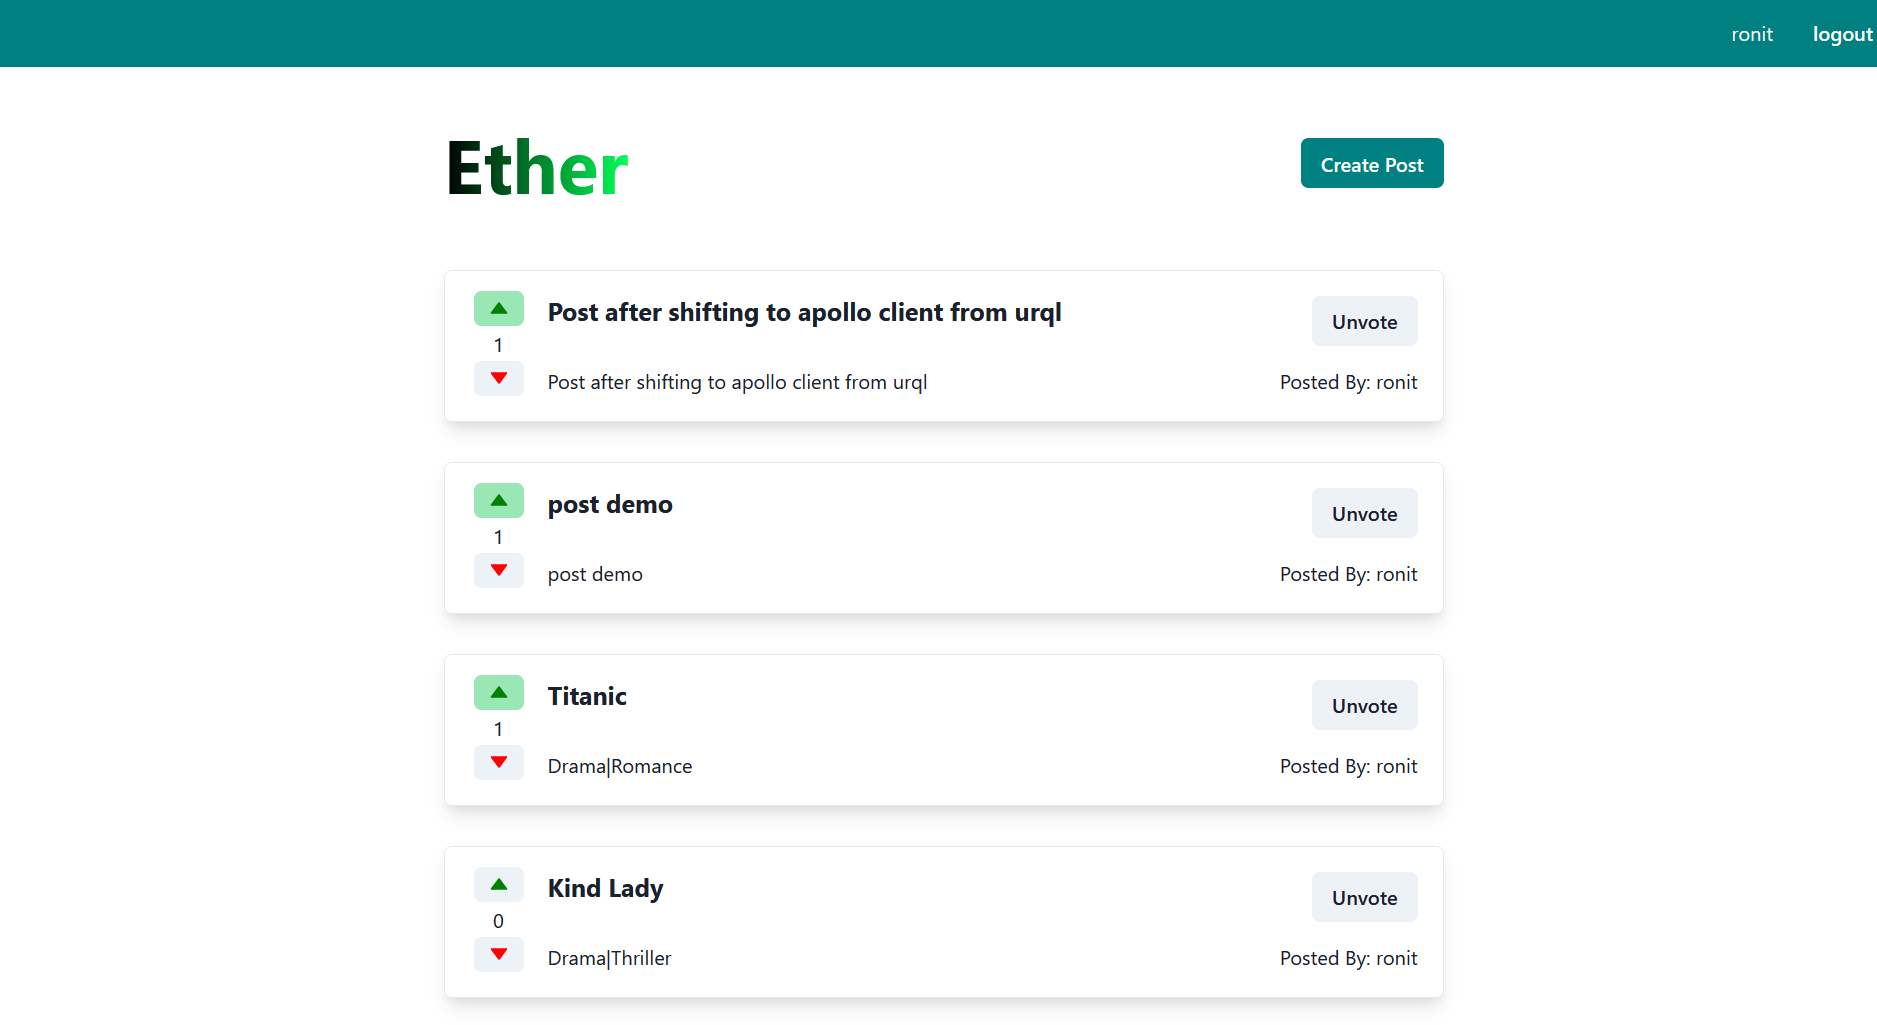 ronit logout
Ether
Create Post
Post after shifting to apollo client from urql
Unvote
1
Post after shifting to apollo client from urql
Posted By: ronit
post demo
Unvote
1
post demo
Posted By: ronit
Titanic
Unvote
1
Drama|Romance
Posted By: ronit
Kind Lady
Unvote
0
Drama|Thriller
Posted By: ronit